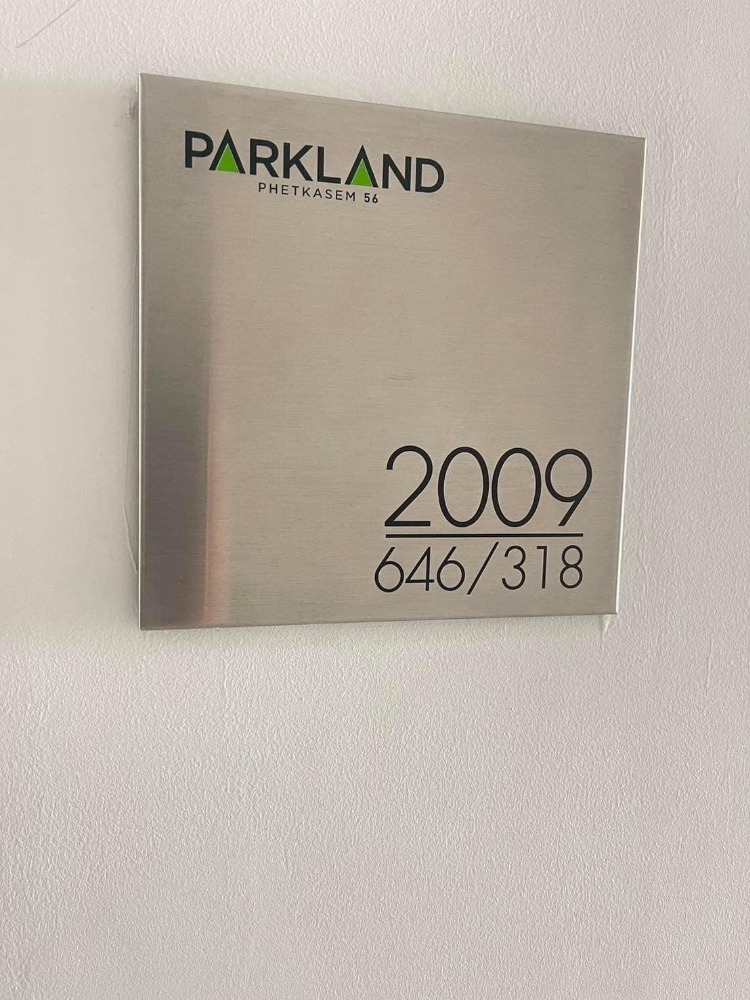 PARKLAND
PHETKASEM 56
2009
646/318